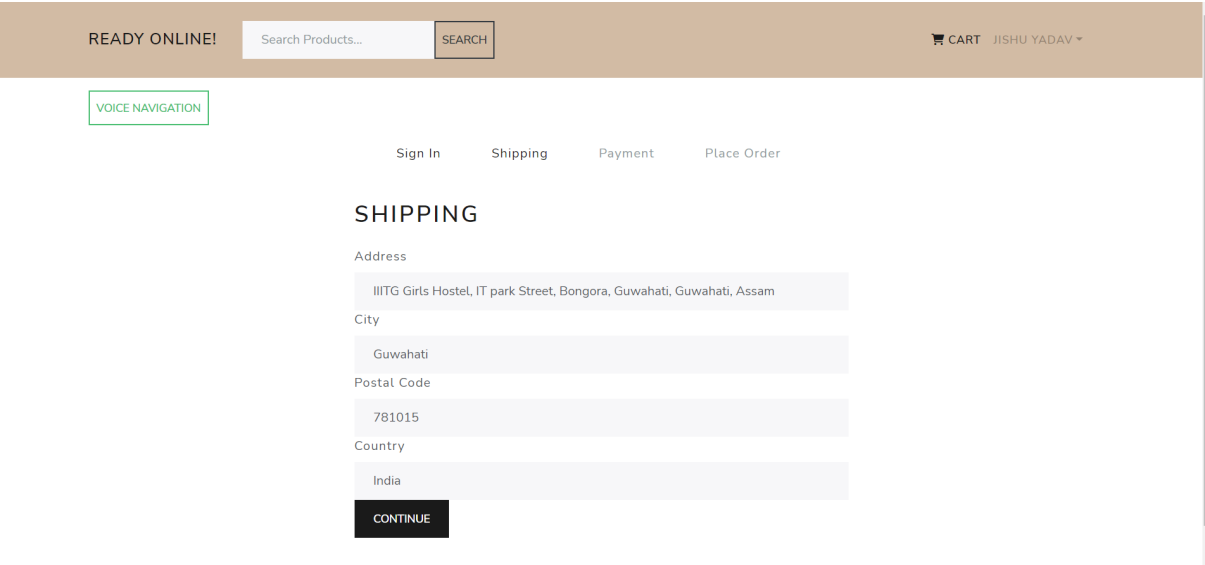 READY ONLINE! Search Products... SEARCH CART JISHU YADAV
VOICE NAVIGATION
Sign In Shipping Payment Place Order
SHIPPING
Address
IIITG Girls Hostel, IT park Street, Bongora, Guwahati, Guwahati, Assam
City
Guwahati
Postal Code
781015
Country
India
CONTINUE